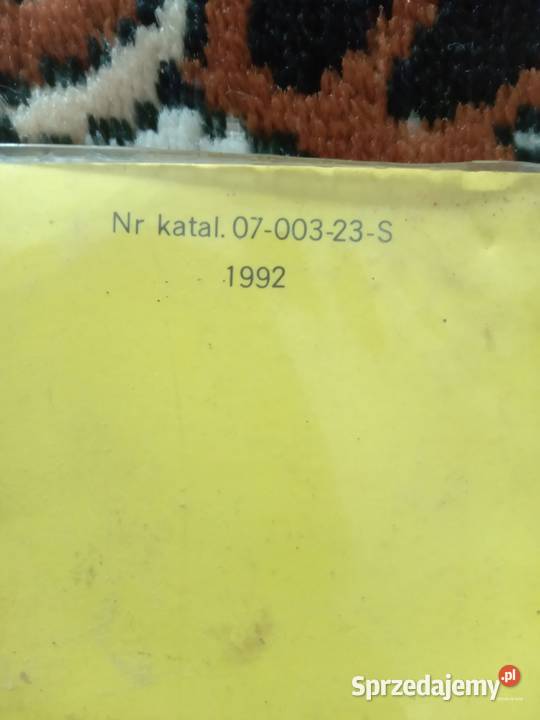 Nr katal. 07-003-23-S
1992
Sprzedajemy.pl